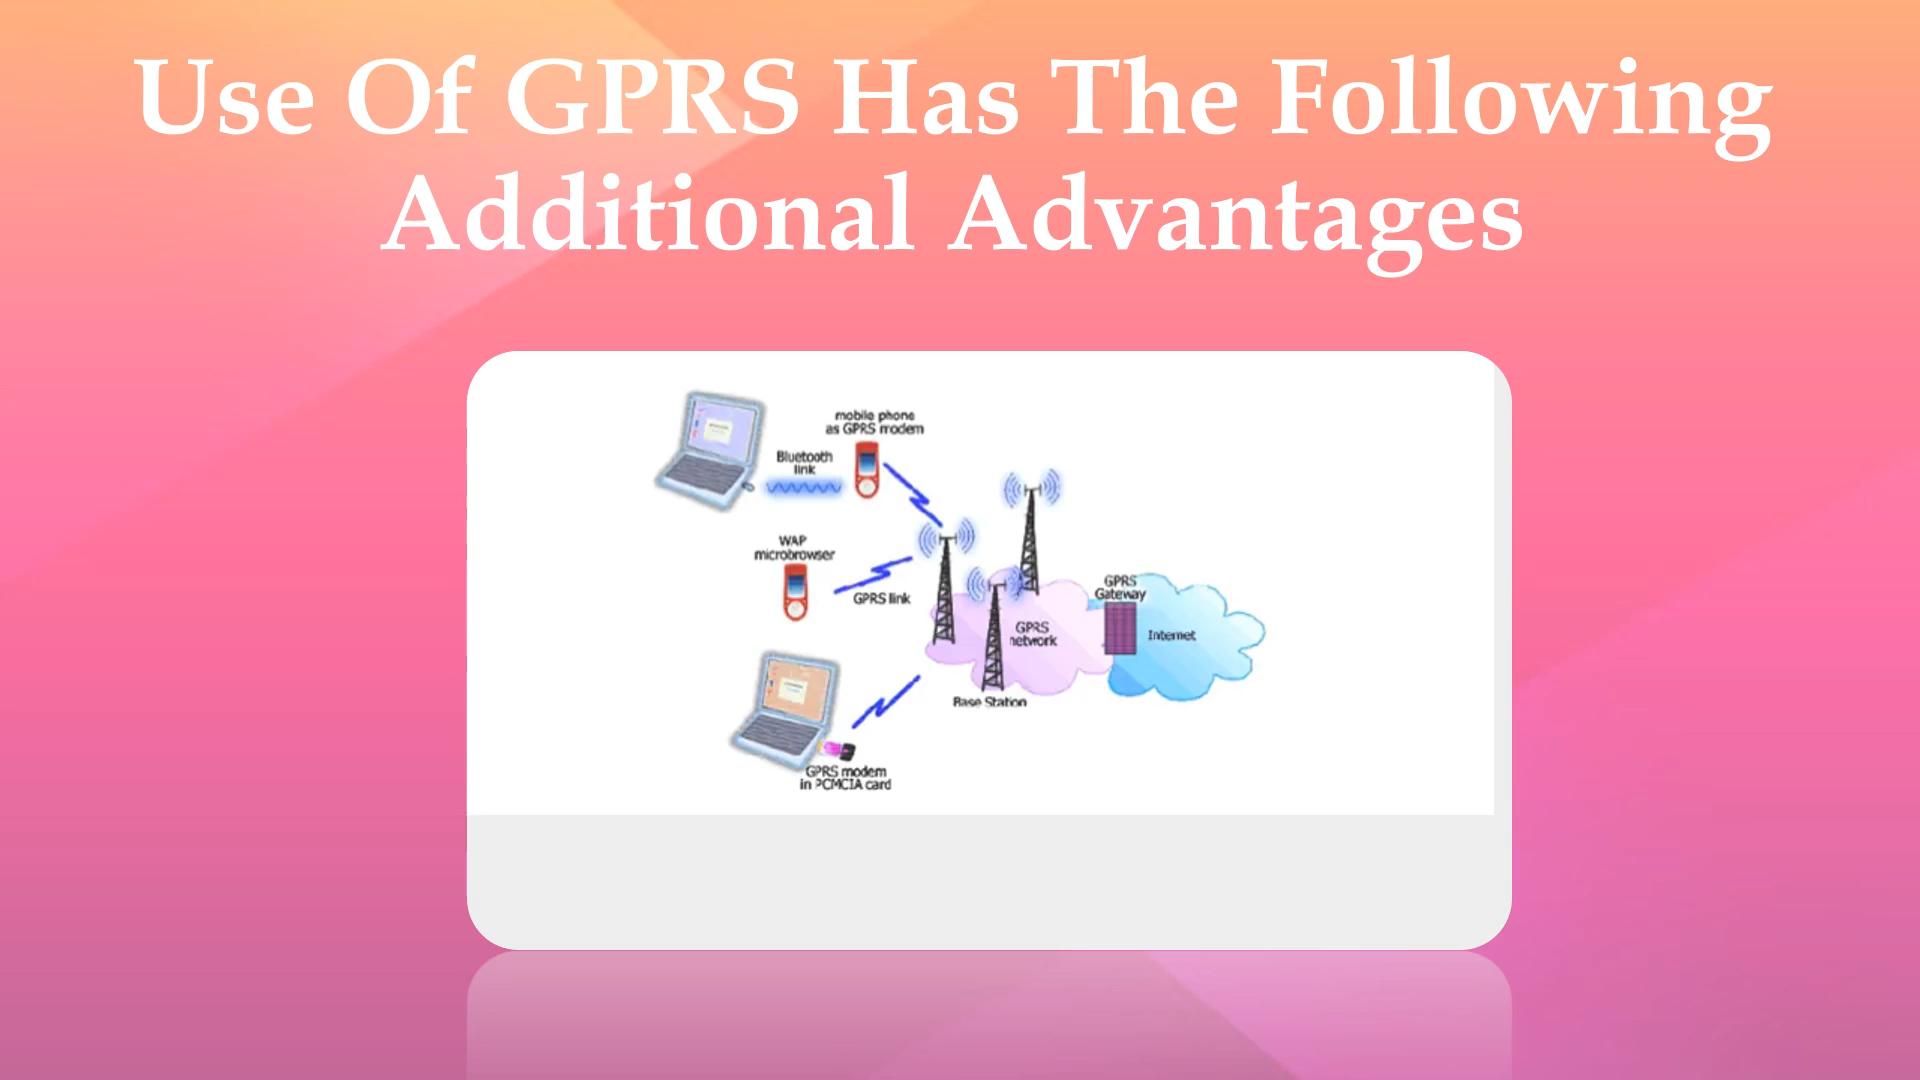 Use Of GPRS Has The Following
Additional Advantages
mobile phone
as GPRS modem
Bluetooth
link
WAP
microbrowser
GPRS link
GPRS
Gateway
GPRS
network
Internet
Base Station
GPRS modem
in PCMCIA card